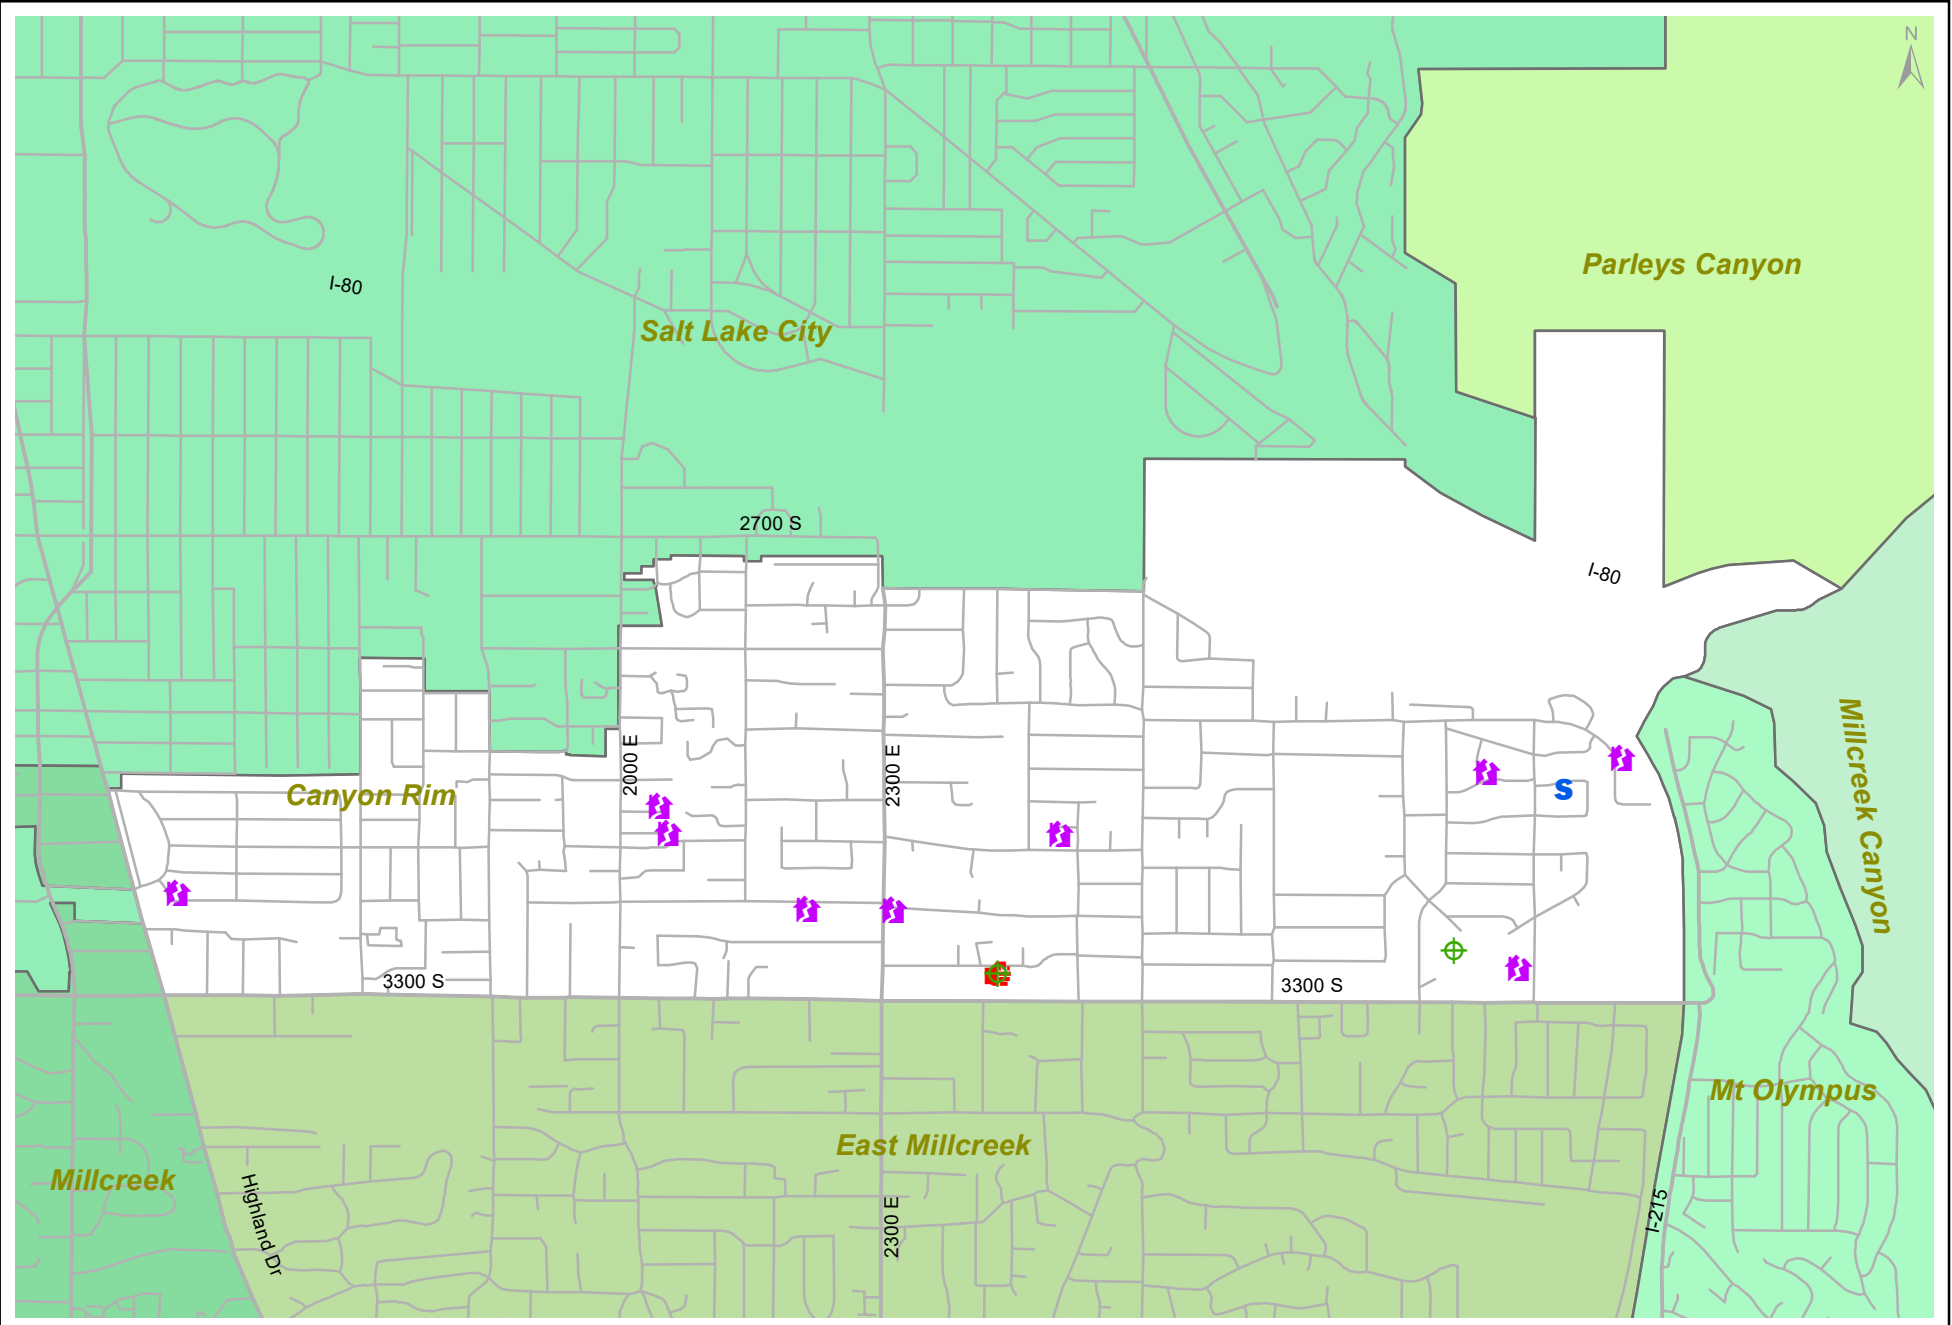 N
Parleys Canyon
I-80
Salt Lake City
2700 S
I-80
2000 E
2300 E
Canyon Rim
S
Millcreek Canyon
3300 S
3300 S
Mt Olympus
East Millcreek
Millcreek
Highland Dr
2300 E
I-215